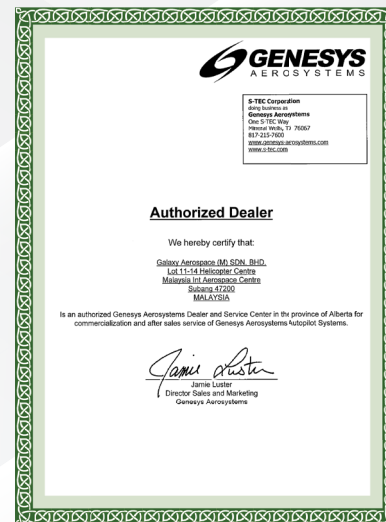 GENESYS
AEROSYSTEMS
S-TEC Corporation
doing business as
Genesys Aerosystems
One S-TEC Way
Mineral Wells, TX 76067
817-215-7600
www.genesys-aerosystems.com
www.s-tec.com
Authorized Dealer
We hereby certify that:
Galaxy Aerospace (M) SDN. BHD.
Lot 11-14 Helicopter Centre
Malaysia Int Aerospace Centre
Subang 47200
MALAYSIA
Is an authorized Genesys Aerosystems Dealer and Service Center in the province of Alberta for
commercialization and after sales service of Genesys Aerosystems Autopilot Systems.
Jamie Luster
Jamie Luster
Director Sales and Marketing
Genesys Aerosystems